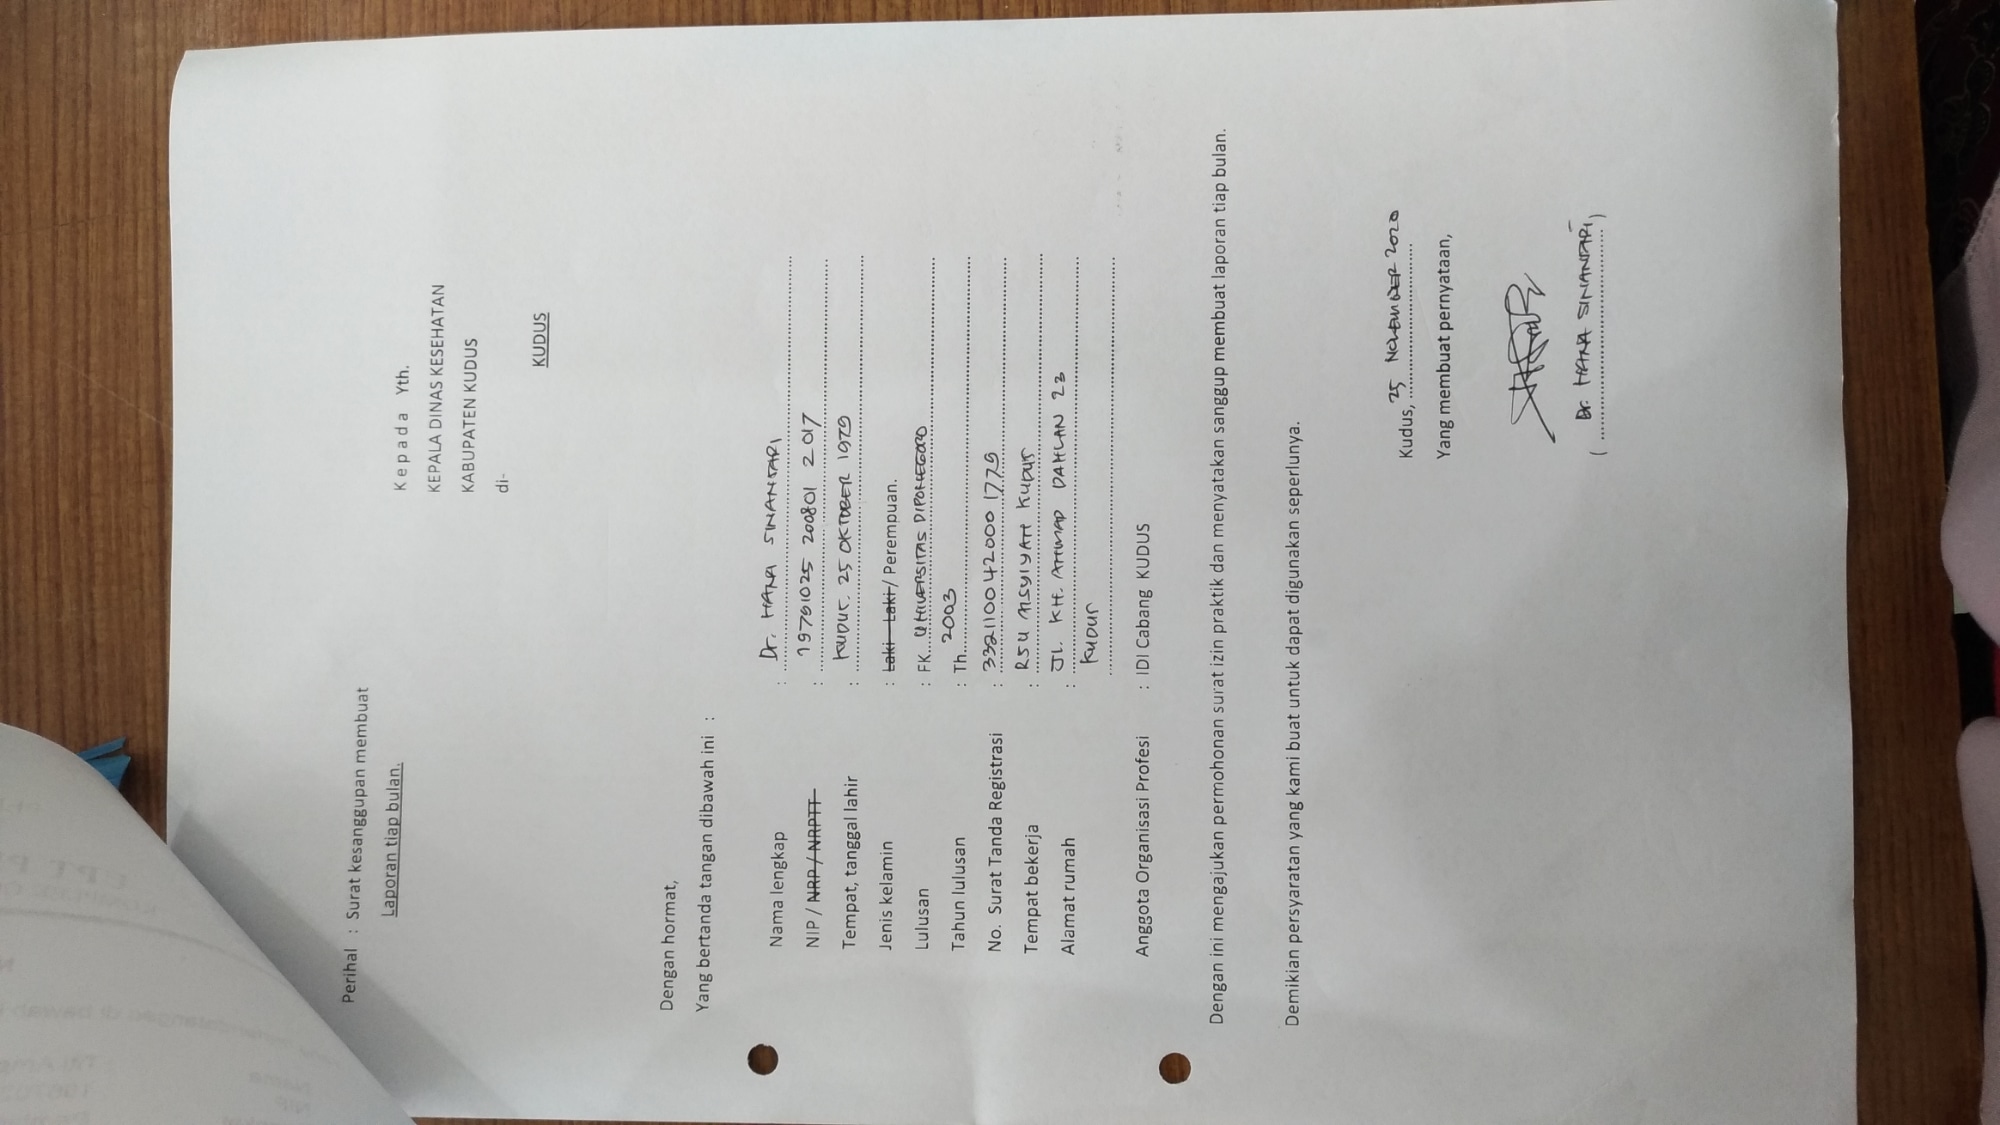 Perihal : Surat kesanggupan membuat
Laporan tiap bulan.
Kepada Yth.
KEPALA DINAS KESEHATAN
KABUPATEN KUDUS
di-
KUDUS
Dengan hormat,
Yang bertanda tangan dibawah ini :
Nama lengkap : Dr. HANA SINANTARI
NIP / NRP / NRPTT : 19791025 200801 2 017
Tempat, tanggal lahir : KUDUS. 25 OKTOBER 1979
Jenis kelamin : Laki – Laki / Perempuan.
Lulusan : FK. UNIVERSITAS DIPONEGORO
Tahun lulusan : Th. 2003
No. Surat Tanda Registrasi : 3321100420001779
Tempat bekerja : RSU AISYIYAH KUDUS
Alamat rumah : JL. KH. AHMAD DAHLAN 23
KUDUS
Anggota Organisasi Profesi : IDI Cabang KUDUS
Dengan ini mengajukan permohonan surat izin praktik dan menyatakan sanggup membuat laporan tiap bulan.
Demikian persyaratan yang kami buat untuk dapat digunakan seperlunya.
Kudus, 25 NOVEMBER 2020
Yang membuat pernyataan,
( Dr. HANA SINANTARI )